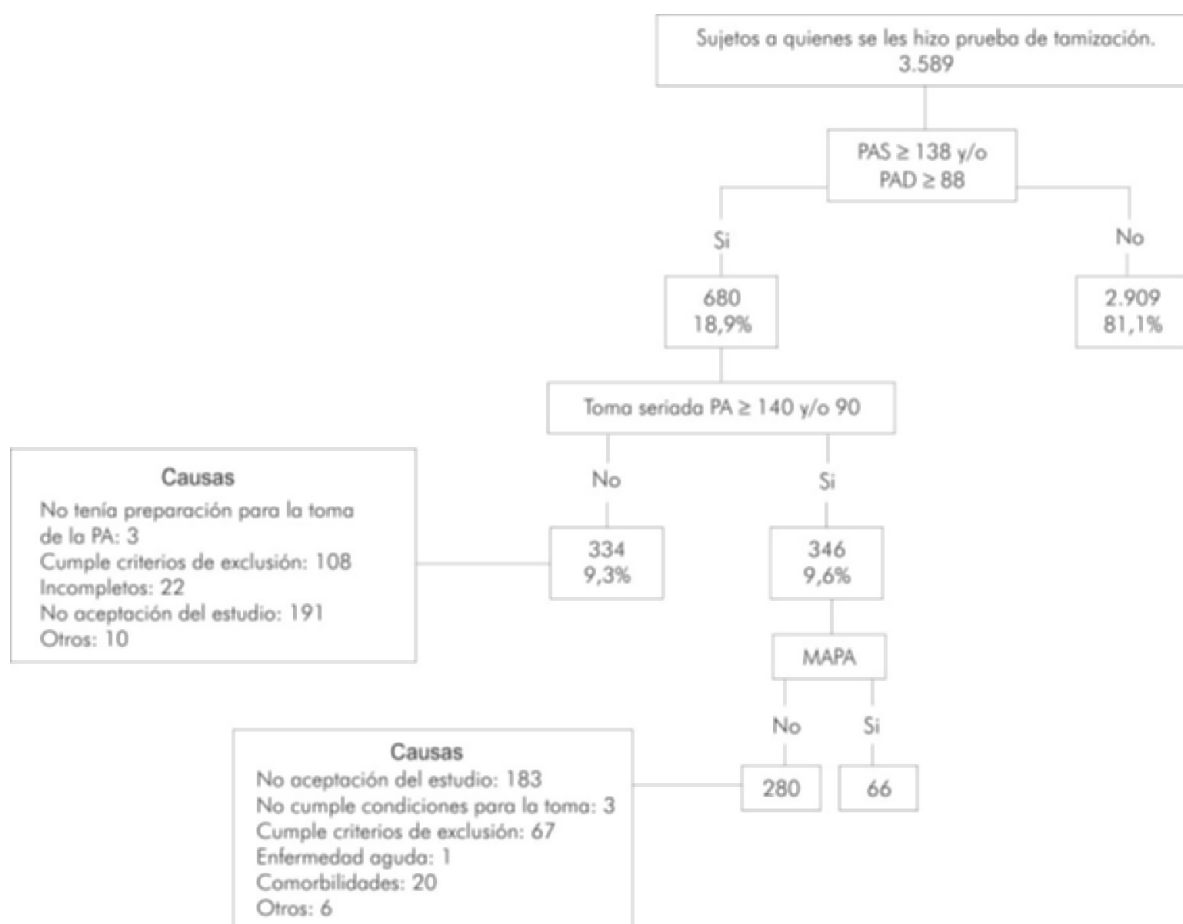 Sujetos a quienes se les hizo prueba de tamización.
3.589
PAS ≥ 138 y/o
PAD ≥ 88
Si
No
680
18,9%
2.909
81,1%
Toma seriada PA ≥ 140 y/o 90
No
Si
Causas
No tenía preparación para la toma
de la PA: 3
Cumple criterios de exclusión: 108
Incompletos: 22
No aceptación del estudio: 191
Otros: 10
334
9,3%
346
9,6%
MAPA
No
Si
Causas
No aceptación del estudio: 183
No cumple condiciones para la toma: 3
Cumple criterios de exclusión: 67
Enfermedad aguda: 1
Comorbilidades: 20
Otros: 6
280
66